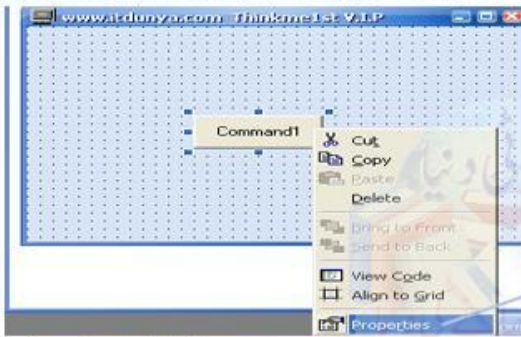 www.itdunya.com Thinkme1st V.I.P
Command1
Cut
Copy
Paste
Delete
Bring to Front
Send to Back
View Code
Align to Grid
Properties